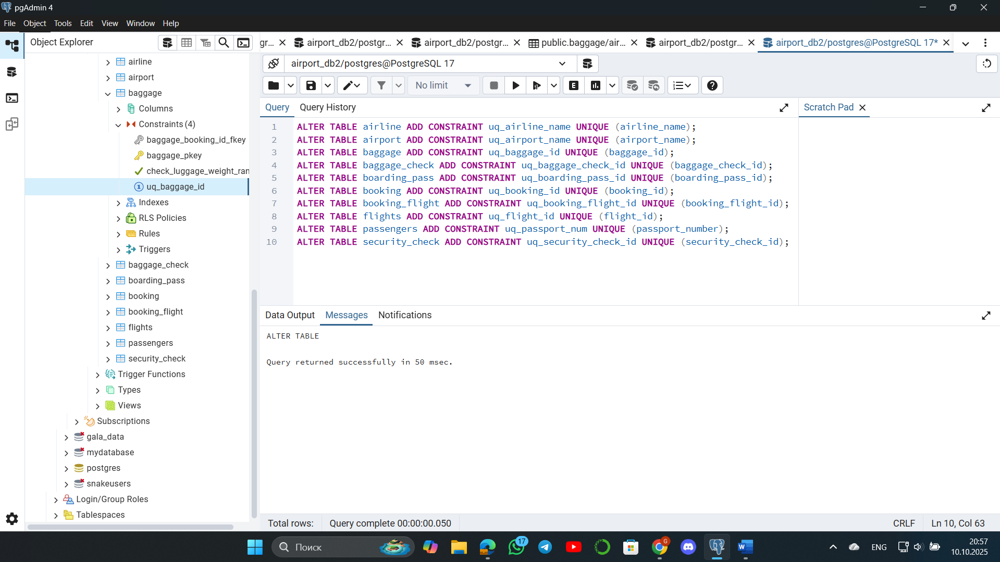 pgAdmin 4
File Object Tools Edit View Window Help
Object Explorer
gr... airport_db2/postgr... airport_db2/postgr... public.baggage/air... airport_db2/postgr... airport_db2/postgres@PostgreSQL 17*
airport_db2/postgres@PostgreSQL 17
No limit
E
Query Query History
Scratch Pad
airline
airport
baggage
Columns
Constraints (4)
baggage_booking_id_fkey
baggage_pkey
check_luggage_weight_ran
1 uq_baggage_id
Indexes
RLS Policies
Rules
Triggers
baggage_check
boarding_pass
booking
booking_flight
flights
passengers
security_check
Trigger Functions
Types
Views
Subscriptions
gala_data
mydatabase
postgres
snakeusers
Login/Group Roles
Tablespaces
1 ALTER TABLE airline ADD CONSTRAINT uq_airline_name UNIQUE (airline_name);
2 ALTER TABLE airport ADD CONSTRAINT uq_airport_name UNIQUE (airport_name);
3 ALTER TABLE baggage ADD CONSTRAINT uq_baggage_id UNIQUE (baggage_id);
4 ALTER TABLE baggage_check ADD CONSTRAINT uq_baggage_check_id UNIQUE (baggage_check_id);
5 ALTER TABLE boarding_pass ADD CONSTRAINT uq_boarding_pass_id UNIQUE (boarding_pass_id);
6 ALTER TABLE booking ADD CONSTRAINT uq_booking_id UNIQUE (booking_id);
7 ALTER TABLE booking_flight ADD CONSTRAINT uq_booking_flight_id UNIQUE (booking_flight_id);
8 ALTER TABLE flights ADD CONSTRAINT uq_flight_id UNIQUE (flight_id);
9 ALTER TABLE passengers ADD CONSTRAINT uq_passport_num UNIQUE (passport_number);
10 ALTER TABLE security_check ADD CONSTRAINT uq_security_check_id UNIQUE (security_check_id);
Data Output Messages Notifications
ALTER TABLE
Query returned successfully in 50 msec.
Total rows: Query complete 00:00:00.050
CRLF Ln 10, Col 63
Поиск
17
G
W
ENG
20:57
10.10.2025